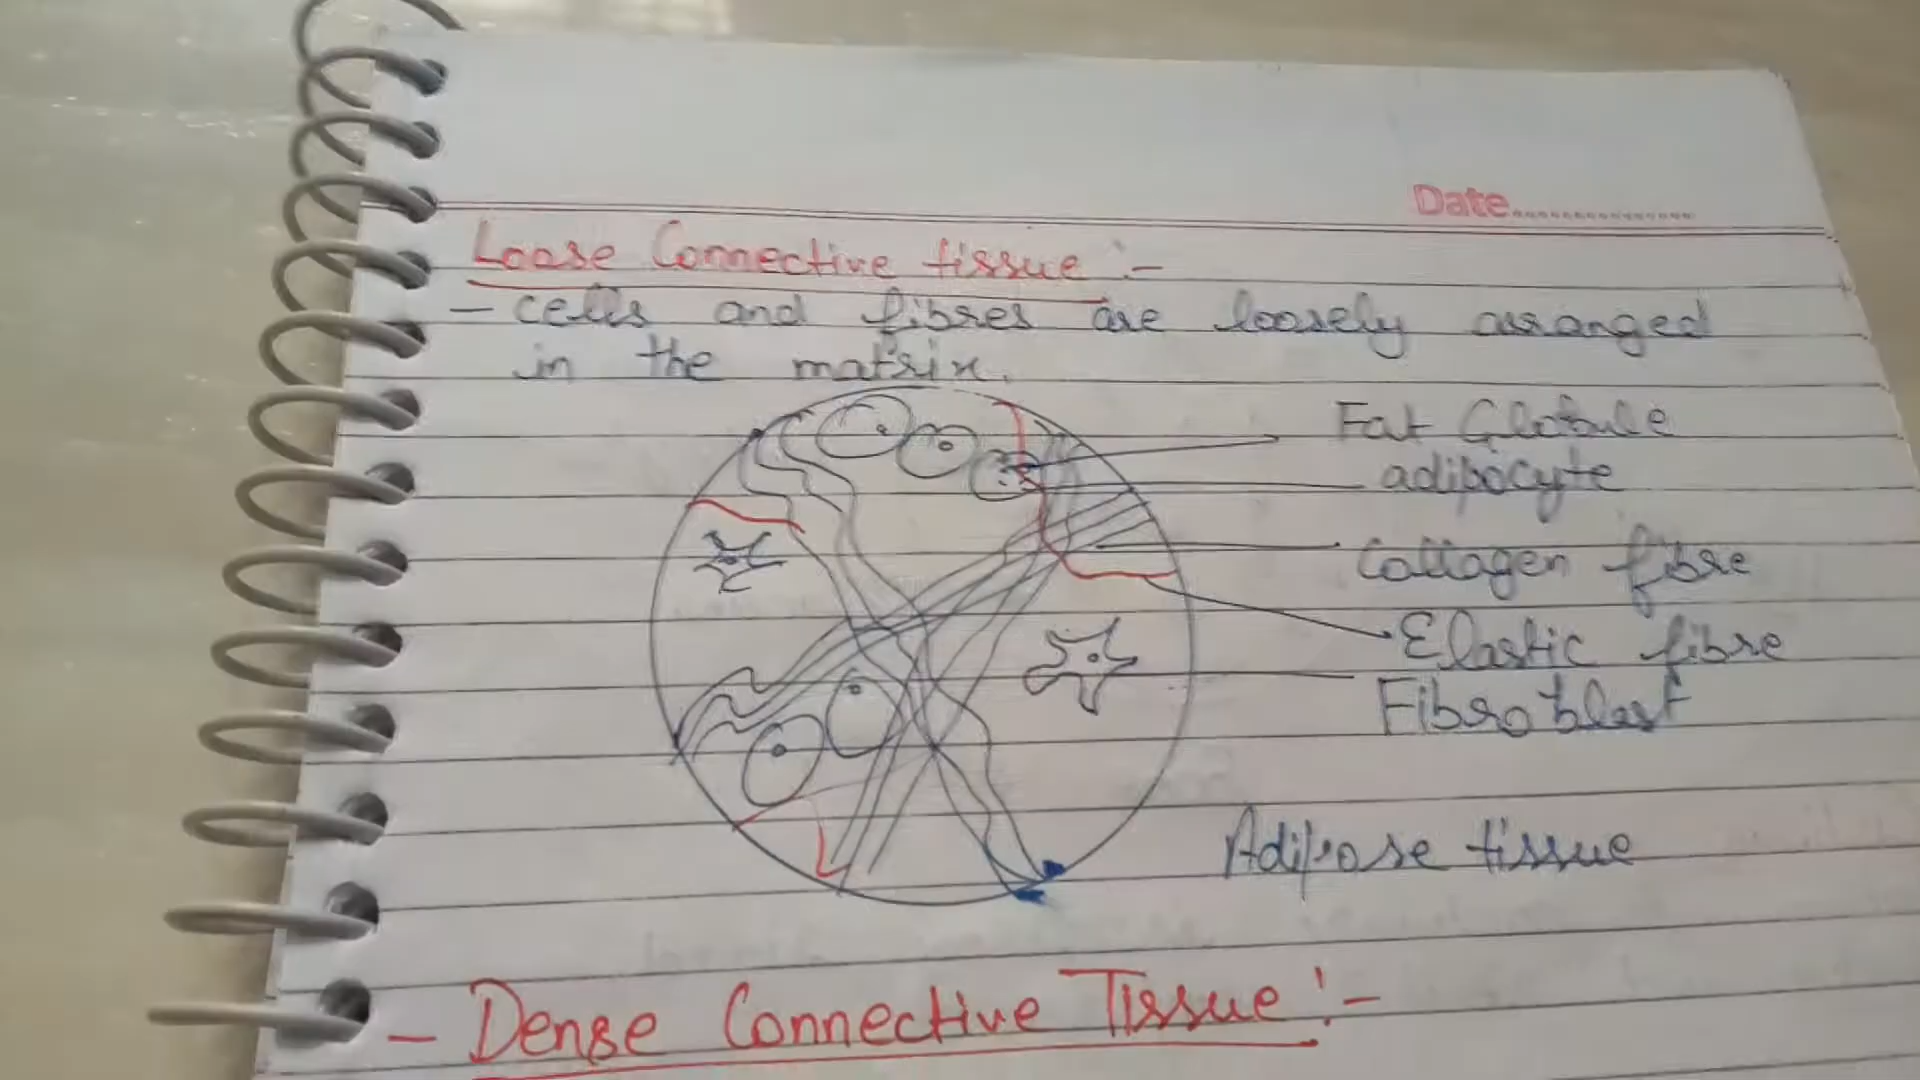 Date
Loose Connective tissue :-
- cells and fibres are loosely arranged
in the matrix.
Fat Globule
adipocyte
Collagen fibre
Elastic fibre
Fibroblast
Adipose tissue
- Dense Connective Tissue :-